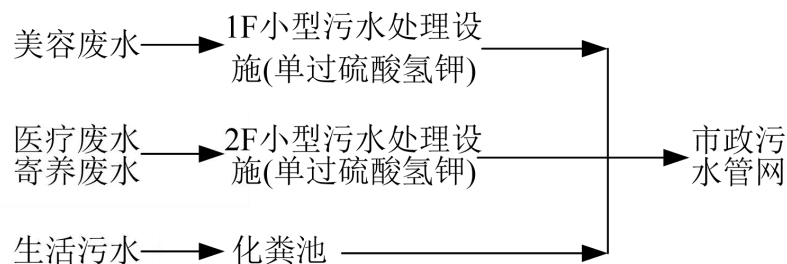 美容废水
1F小型污水处理设
施(单过硫酸氢钾)
医疗废水
寄养废水
2F小型污水处理设
施(单过硫酸氢钾)
市政污
水管网
生活污水
化粪池